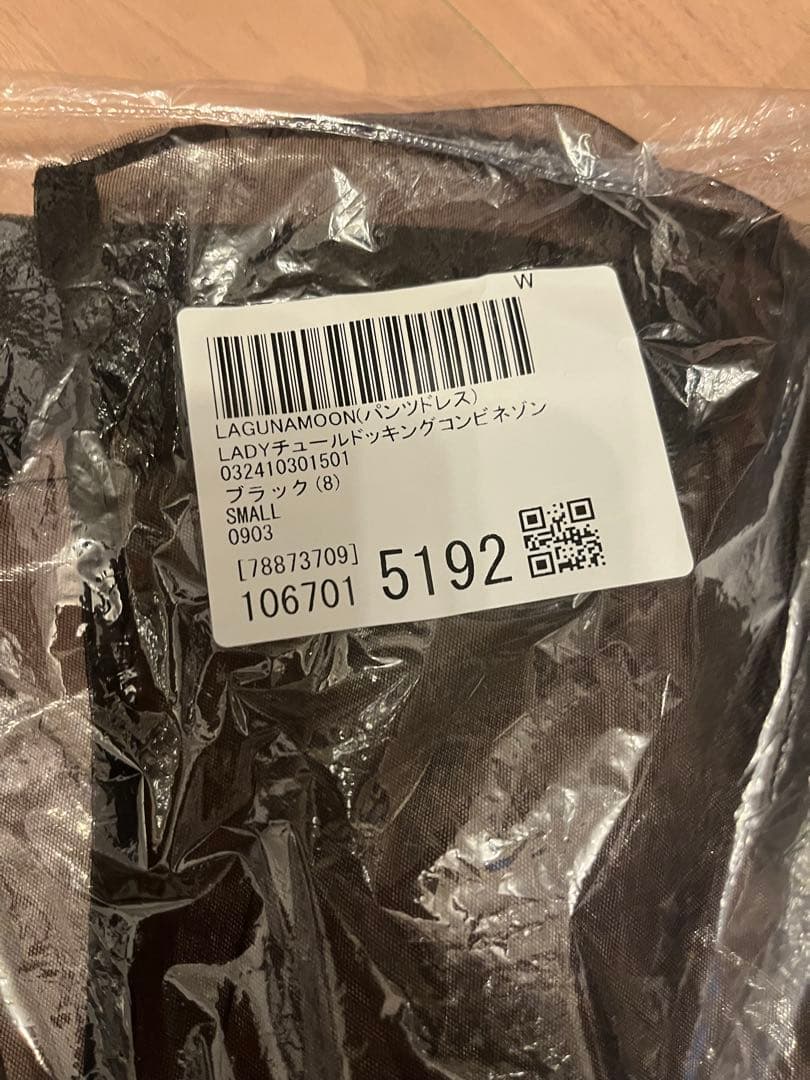 W
LAGUNAMOON(パンツドレス)
LADYチュールドッキングコンビネゾン
032410301501
ブラック(8)
SMALL
0903
[78873709]
106701 5192